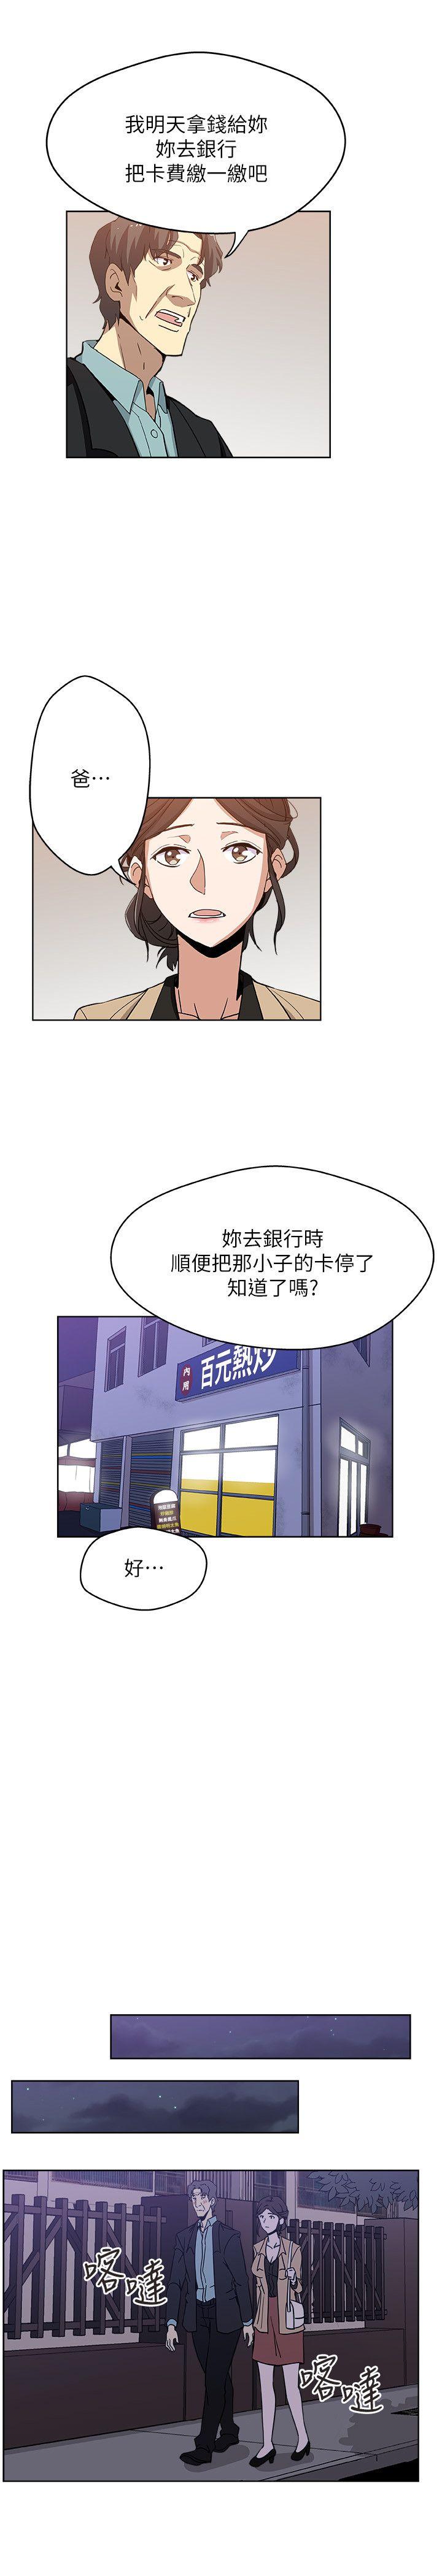 我明天拿錢給妳
妳去銀行
把卡費繳一繳吧
爸⋯
妳去銀行時
順便把那小子的卡停了
知道了嗎?
內用
百元熱炒
好⋯
喀噠
喀噠